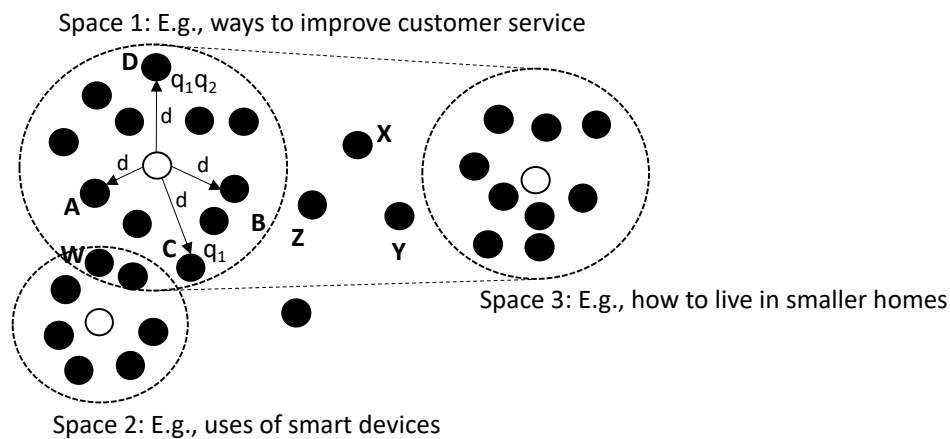 Space 1: E.g., ways to improve customer service
D
q₁q₂
d
X
d
d
A
d
B
Z
Y
W
C
q₁
Space 3: E.g., how to live in smaller homes
Space 2: E.g., uses of smart devices